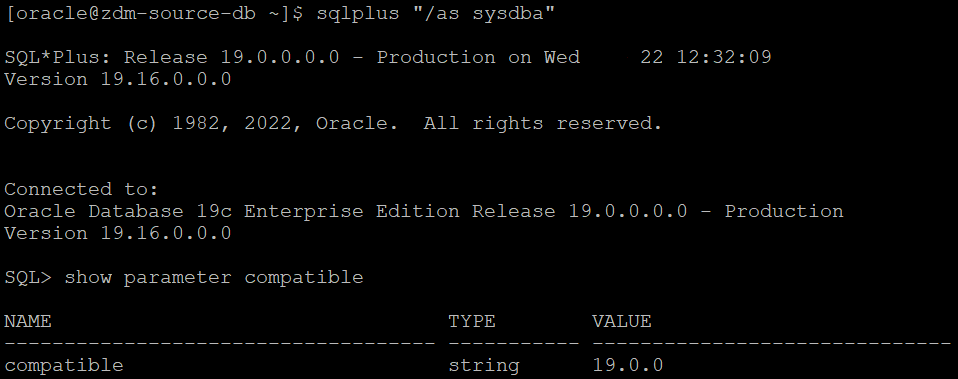 [oracle@zdm-source-db ~]$ sqlplus "/as sysdba"
SQL*Plus: Release 19.0.0.0.0 - Production on Wed     22 12:32:09
Version 19.16.0.0.0
Copyright (c) 1982, 2022, Oracle.  All rights reserved.
Connected to:
Oracle Database 19c Enterprise Edition Release 19.0.0.0.0 - Production
Version 19.16.0.0.0
SQL> show parameter compatible
NAME                                 TYPE        VALUE
------------------------------------ ----------- ------------------------------
compatible                           string      19.0.0